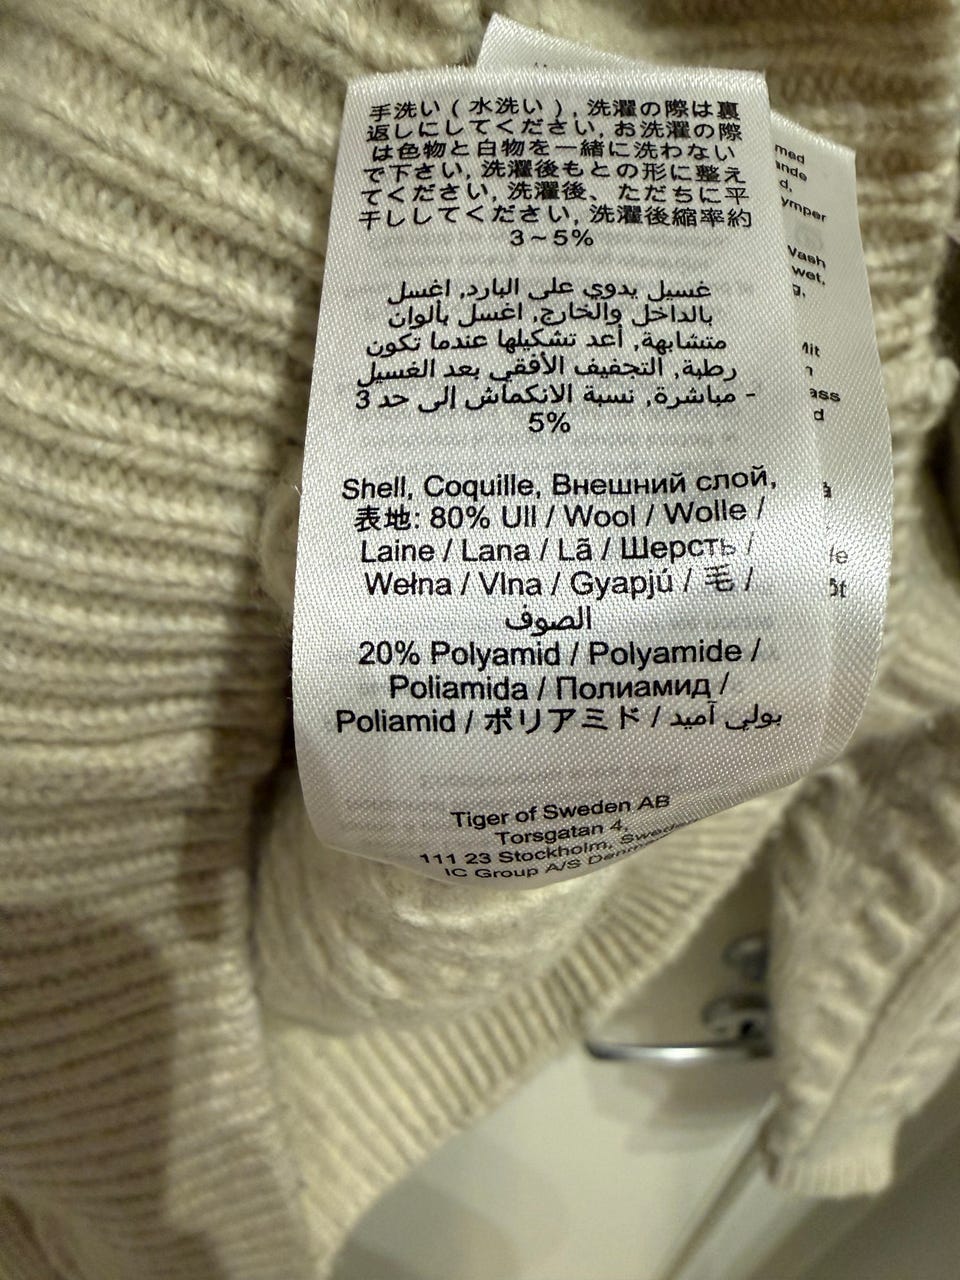 手洗い ( 水洗い ) , 洗濯の際は裏
返しにしてください, お洗濯の際
は色物と白物を一緒に洗わない
で下さい, 洗濯後もとの形に整え
てください, 洗濯後、ただちに平
干ししてください, 洗濯後縮率約
3 ~ 5%
غسيل يدوي على البارد, اغسل
بالداخل والخارج, اغسل بألوان
متشابهة, أعد تشكيلها عندما تكون
رطبة, التجفيف الأفقي بعد الغسيل
مباشرة, نسبة الانكماش إلى حد 3 -
5%
Shell, Coquille, Внешний слой,
表地: 80% Ull / Wool / Wolle /
Laine / Lana / Lã / Шерсть /
Wełna / Vlna / Gyapjú / 毛 /
الصوف
20% Polyamid / Polyamide /
Poliamida / Полиамид /
Poliamid / ポリアミド / بولي آميد
Tiger of Sweden AB
Torsgatan 4,
111 23 Stockholm, Sweden
IC Group A/S
wet,